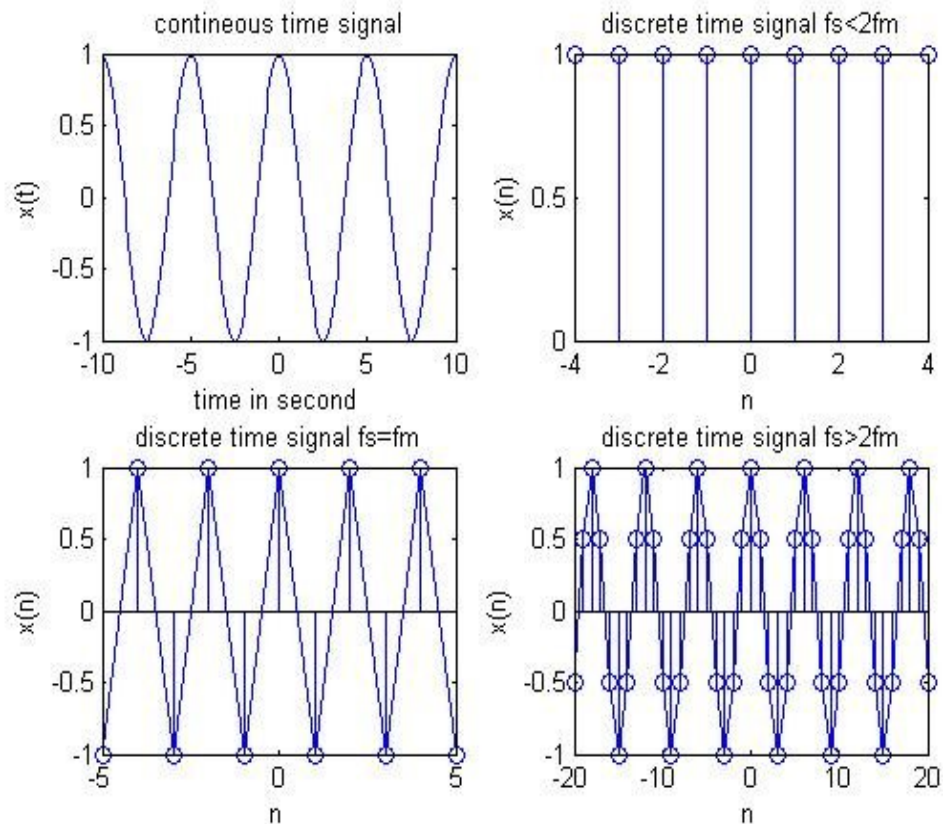 contineous time signal
1
0.5
0
-0.5
-1
x(t)
-10 -5 0 5 10
time in second
discrete time signal fs<2fm
1
0.5
0
x(n)
-4 -2 0 2 4
n
discrete time signal fs=fm
1
0.5
0
-0.5
-1
x(n)
-5 0 5
n
discrete time signal fs>2fm
1
0.5
0
-0.5
-1
x(n)
-20 -10 0 10 20
n